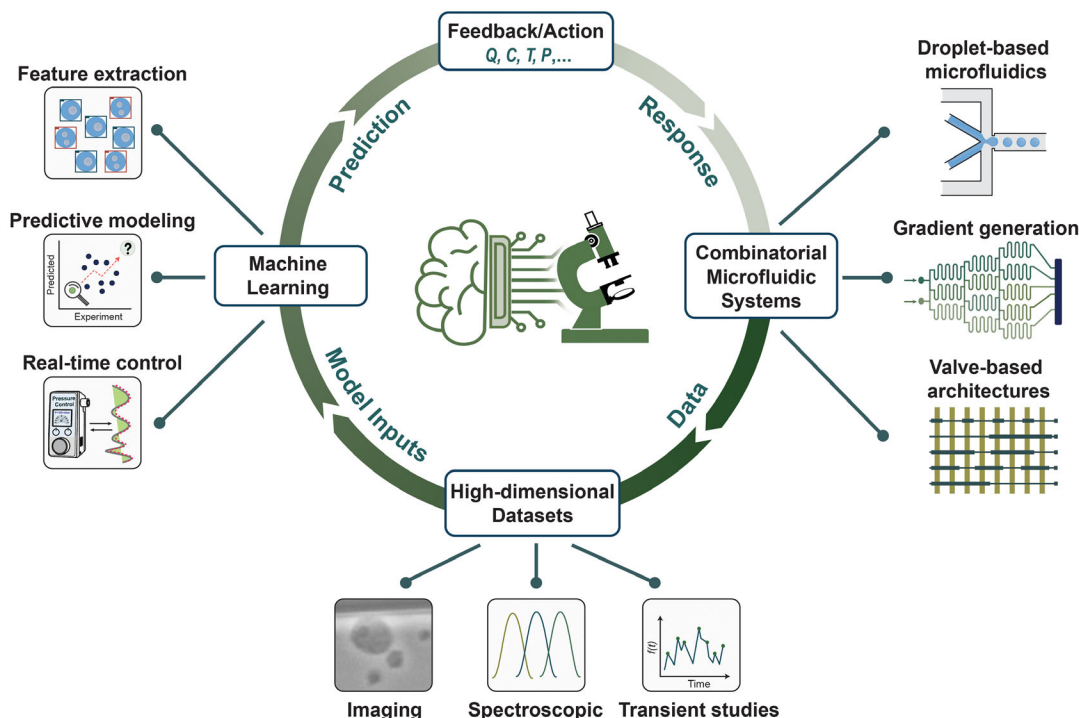 Feedback/Action
Q, C, T, P,...
Feature extraction
Predictive modeling
Predicted
?
Experiment
Real-time control
Pressure
Control
Machine
Learning
Prediction
Response
Model Inputs
Data
Combinatorial
Microfluidic
Systems
Droplet-based
microfluidics
Gradient generation
Valve-based
architectures
High-dimensional
Datasets
Imaging
Spectroscopic
f(t)
Time
Transient studies